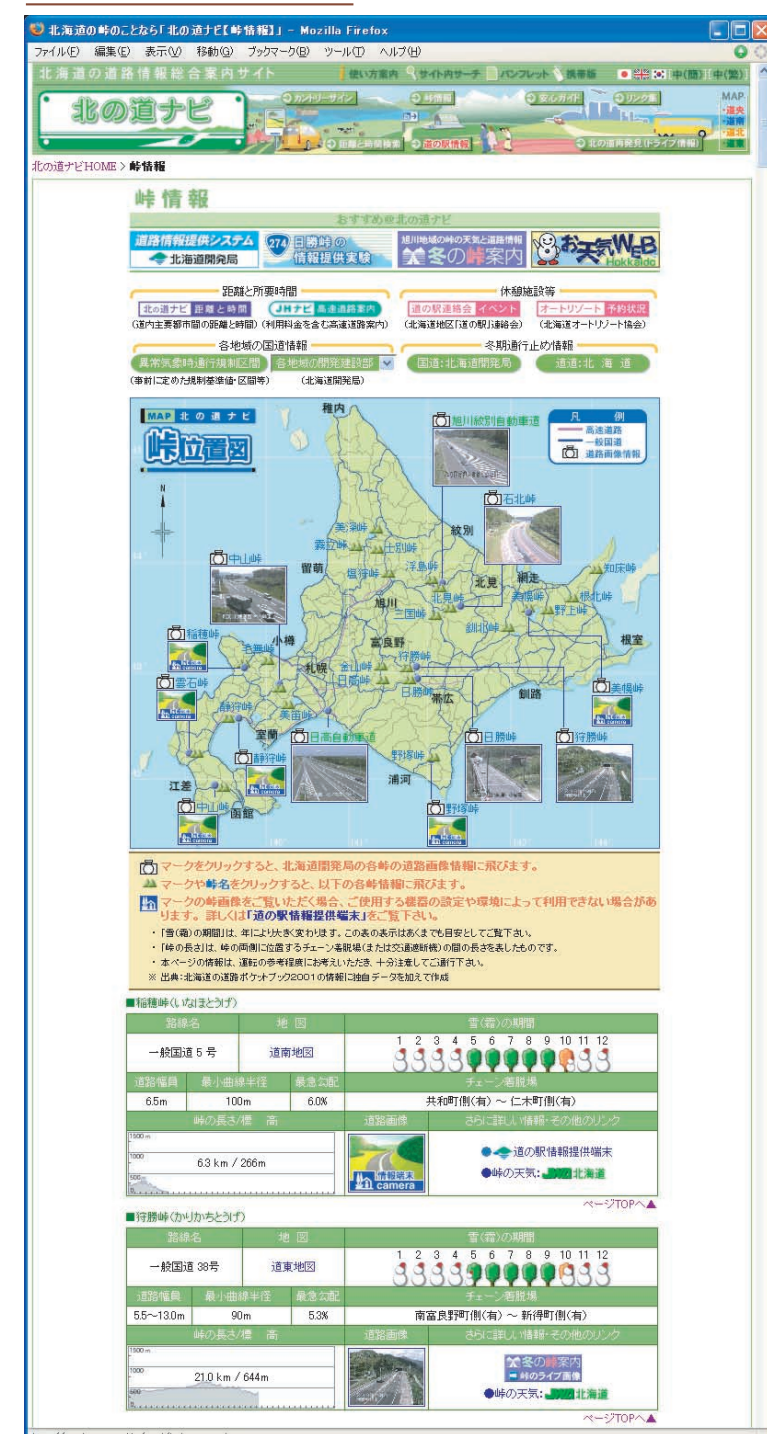 北海道の峠のことなら「北の道ナビ【峠情報】」 - Mozilla Firefox
ファイル(F) 編集(E) 表示(V) 移動(G) ブックマーク(B) ツール(T) ヘルプ(H)
北海道の道路情報総合案内サイト 使い方案内 サイト内サーチ パンフレット 携帯版 中(簡) 中(繁)
北の道ナビ カントリーサイン 峠情報 安心ガイド リンク集 MAP
・道央
・道南
・道北
・道東
距離と時間検索 道の駅情報 北の道再発見(ドライブ情報)
北の道ナビHOME > 峠情報
峠情報
おすすめ@北の道ナビ
道路情報提供システム 北海道開発局
274 日勝峠の情報提供実験
旭川地域の峠の天気と道路情報 冬の峠案内
お天気WEB Hokkaido
距離と所要時間 休憩施設等
北の道ナビ 距離と時間 JHナビ 高速道路案内 道の駅連絡会 イベント オートリゾート 予約状況
(道内主要都市間の距離と時間) (利用料金を含む高速道路案内) (北海道地区「道の駅」連絡会) (北海道オートリゾート協会)
各地域の国道情報 冬期通行止め情報
異常気象時通行規制区間 各地域の開発建設部 国道:北海道開発局 道道:北海道
(事前に定めた規制基準値・区間等) (北海道開発局)
MAP 北の道ナビ
峠位置図
N
凡例
高速道路
一般国道
道路画像情報
稚内
旭川紋別自動車道
石北峠
美深峠
紋別
霧立峠
士別峠
中山峠
留萌
塩狩峠
浮島峠
知床峠
北見
網走
旭川
北見峠
美幌峠
根北峠
三国峠
野上峠
稲穂峠
小樽
釧北峠
毛無峠
富良野
根室
狩勝峠
札幌
金山峠
雲石峠
日高峠
日勝峠
帯広
釧路
美幌峠
静狩峠
美笛峠
室蘭
日高自動車道
日勝峠
狩勝峠
静狩峠
野塚峠
江差
浦河
中山峠
函館
野塚峠
マークをクリックすると、北海道開発局の各峠の道路画像情報に飛びます。
マークや峠名をクリックすると、以下の各峠情報に飛びます。
マークの峠画像をご覧いただく場合、ご使用する機器の設定や環境によって利用できない場合があ
ります。詳しくは「道の駅情報提供端末」をご覧下さい。
・「雪(霜)の期間」は、年により大きく変わります。この表の表示はあくまでも目安としてご覧下さい。
・「峠の長さ」は、峠の両側に位置するチェーン着脱場(または交通遮断機)の間の長さを表したものです。
・本ページの情報は、運転の参考程度にお考えいただき、十分注意してご通行下さい。
※ 出典:北海道の道路ポケットブック2001の情報に独自データを加えて作成
■稲穂峠(いなほとうげ)
路線名 地図 雪(霜)の期間
一般国道 5 号 道南地図 1 2 3 4 5 6 7 8 9 10 11 12
道路幅員 最小曲線半径 最急勾配 チェーン着脱場
6.5m 100m 6.0% 共和町側(有) ～ 仁木町側(有)
峠の長さ/標高 道路画像 さらに詳しい情報・その他のリンク
1500 m
1000
500
6.3 km / 266m
情報端末 camera
道の駅情報提供端末
●峠の天気: 北海道
ページTOPへ▲
■狩勝峠(かりかちとうげ)
路線名 地図 雪(霜)の期間
一般国道 38号 道東地図 1 2 3 4 5 6 7 8 9 10 11 12
道路幅員 最小曲線半径 最急勾配 チェーン着脱場
5.5～13.0m 90m 5.3% 南富良野町側(有) ～ 新得町側(有)
峠の長さ/標高 道路画像 さらに詳しい情報・その他のリンク
1500 m
1000
500
21.0 km / 644m
冬の峠案内
峠のライブ画像
●峠の天気: 北海道
ページTOPへ▲